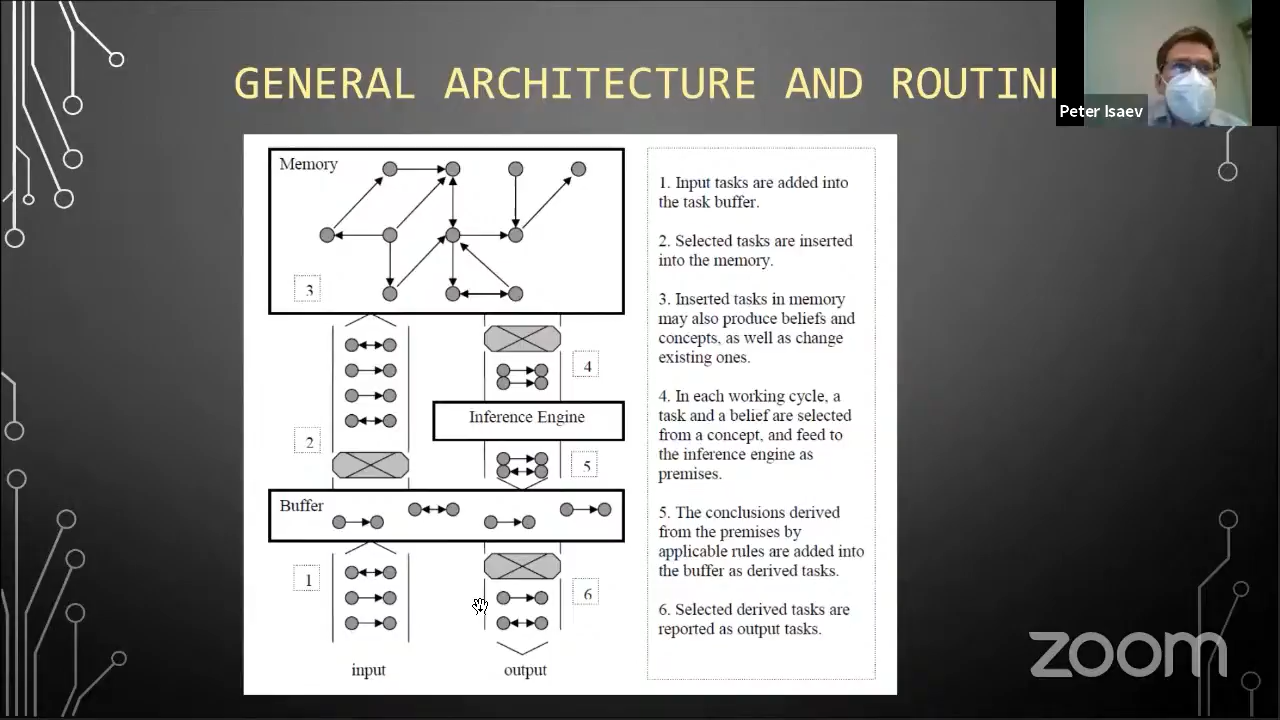 GENERAL ARCHITECTURE AND ROUTIN
Peter Isaev
Memory
3
4
Inference Engine
2
5
Buffer
1
6
input
output
1. Input tasks are added into
the task buffer.
2. Selected tasks are inserted
into the memory.
3. Inserted tasks in memory
may also produce beliefs and
concepts, as well as change
existing ones.
4. In each working cycle, a
task and a belief are selected
from a concept, and feed to
the inference engine as
premises.
5. The conclusions derived
from the premises by
applicable rules are added into
the buffer as derived tasks.
6. Selected derived tasks are
reported as output tasks.
zoom